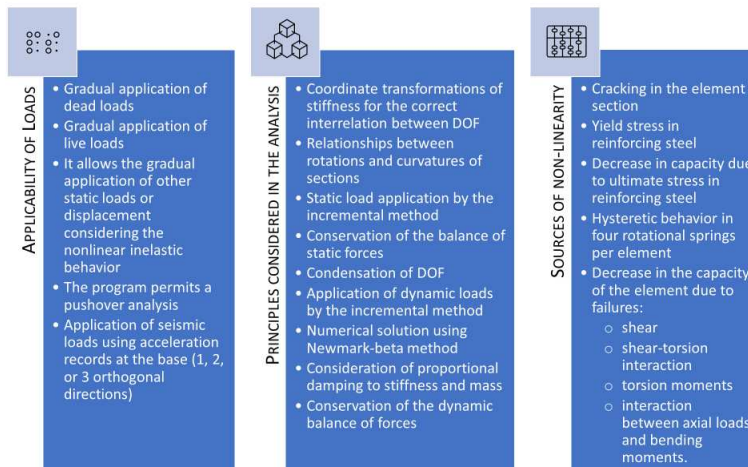 APPLICABILITY OF LOADS
• Gradual application of
dead loads
• Gradual application of
live loads
• It allows the gradual
application of other
static loads or
displacement
considering the
nonlinear inelastic
behavior
• The program permits a
pushover analysis
• Application of seismic
loads using acceleration
records at the base (1, 2,
or 3 orthogonal
directions)
PRINCIPLES CONSIDERED IN THE ANALYSIS
• Coordinate transformations of
stiffness for the correct
interrelation between DOF
• Relationships between
rotations and curvatures of
sections
• Static load application by the
incremental method
• Conservation of the balance of
static forces
• Condensation of DOF
• Application of dynamic loads
by the incremental method
• Numerical solution using
Newmark-beta method
• Consideration of proportional
damping to stiffness and mass
• Conservation of the dynamic
balance of forces
SOURCES OF NON-LINEARITY
• Cracking in the element
section
• Yield stress in
reinforcing steel
• Decrease in capacity due
to ultimate stress in
reinforcing steel
• Hysteretic behavior in
four rotational springs
per element
• Decrease in the capacity
of the element due to
failures:
○ shear
○ shear-torsion
interaction
○ torsion moments
○ interaction
between axial loads
and bending
moments.